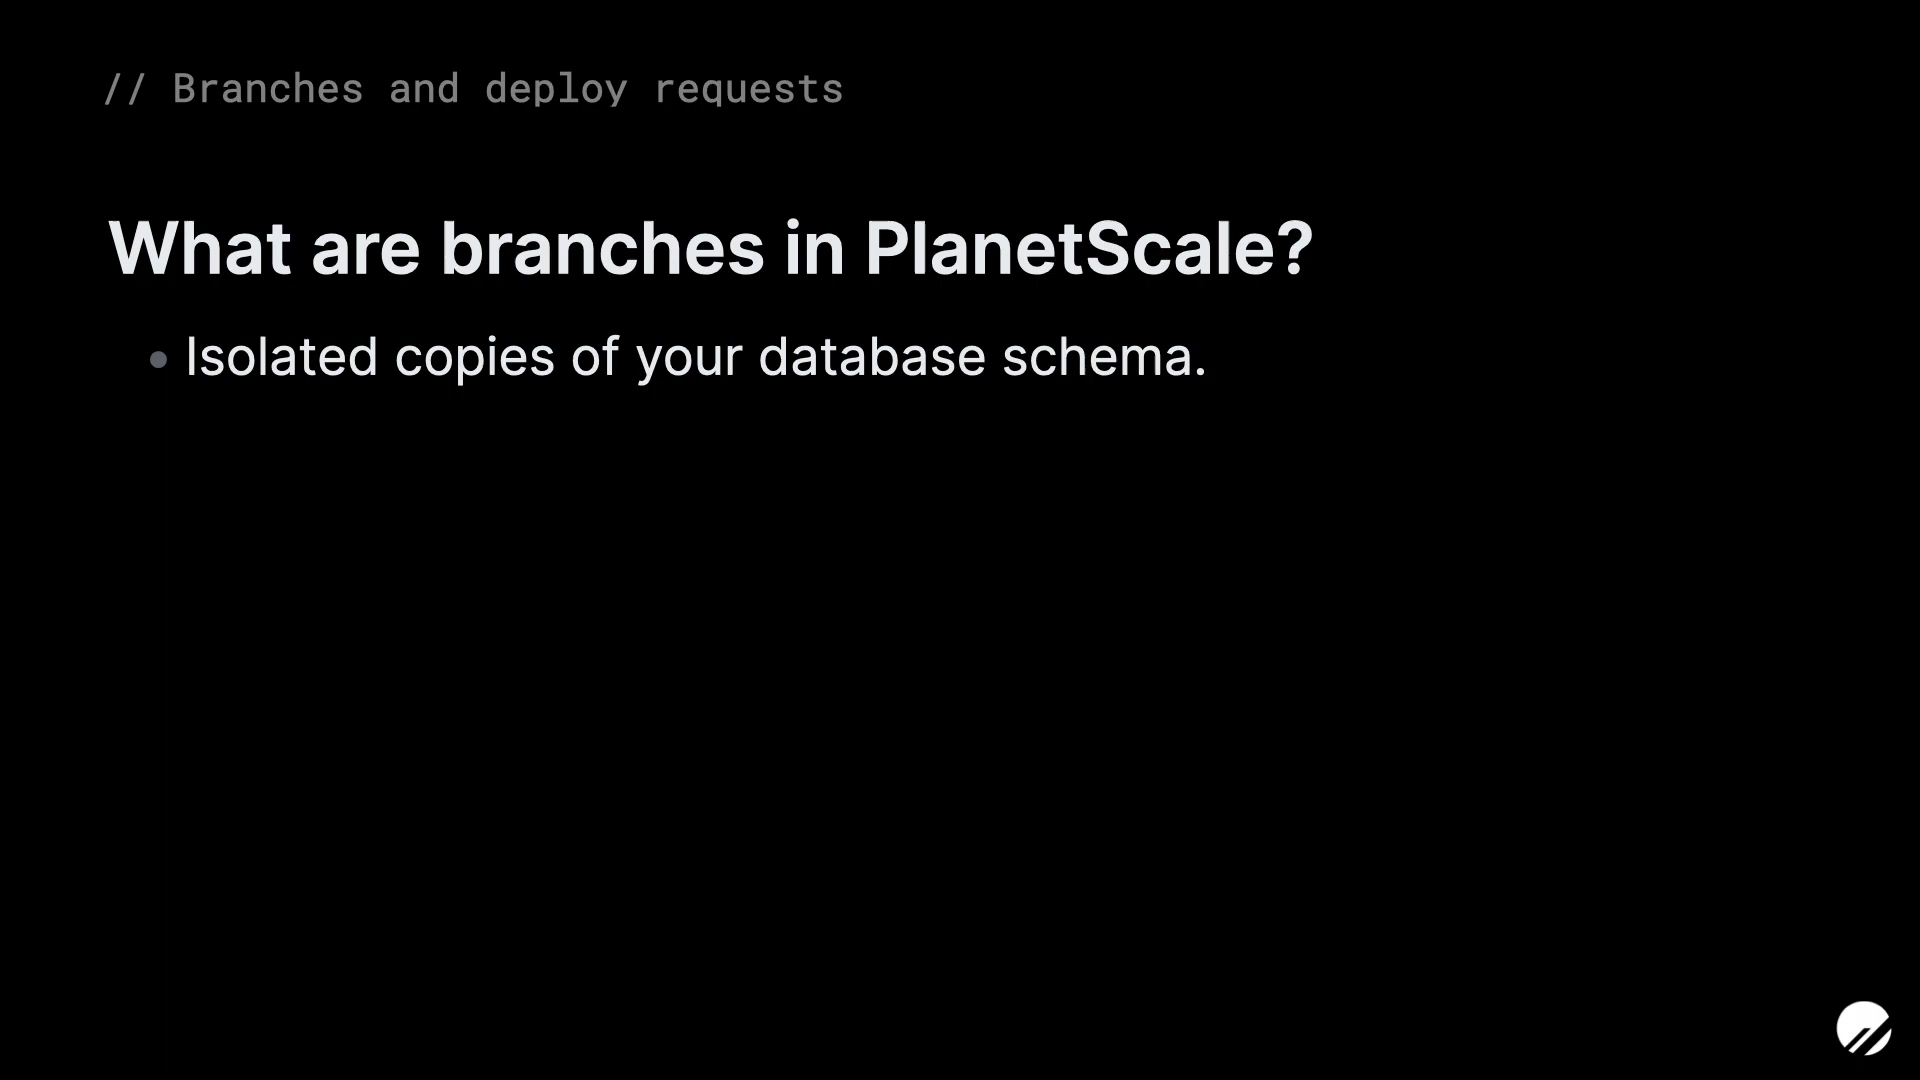 // Branches and deploy requests
What are branches in PlanetScale?
• Isolated copies of your database schema.